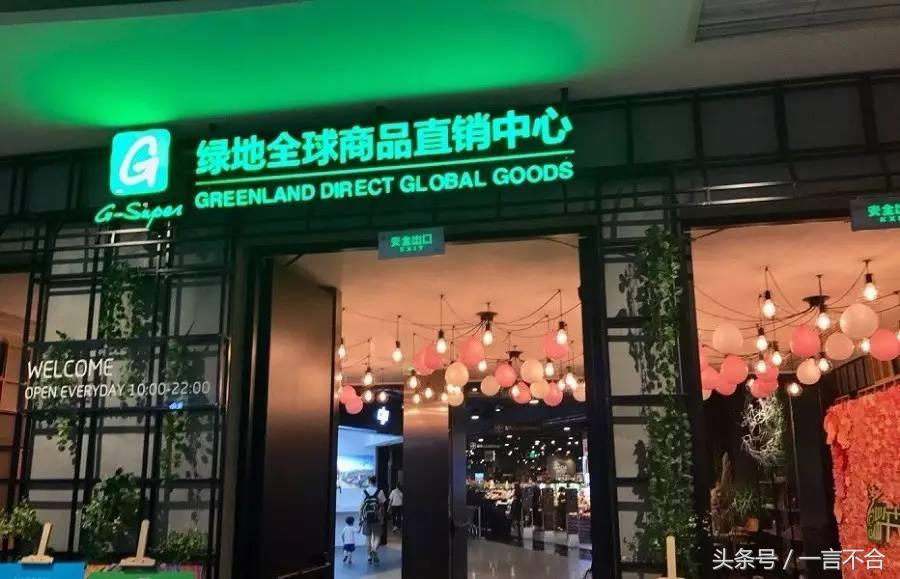 绿地全球商品直销中心
GREENLAND DIRECT GLOBAL GOODS
G
G-Super
安全出口
EXIT
安全出口
EXIT
WELCOME
OPEN EVERYDAY 10:00-22:00
头条号 / 一言不合